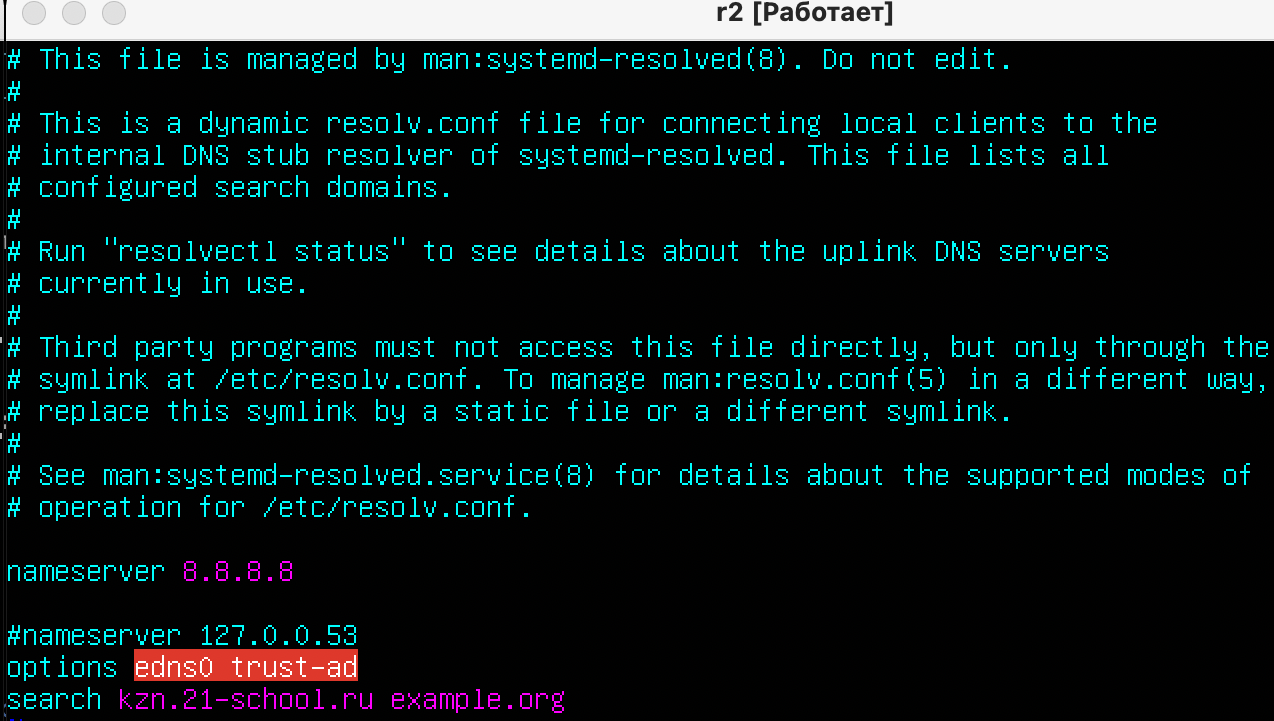 r2 [Работает]
# This file is managed by man:systemd-resolved(8). Do not edit.
#
# This is a dynamic resolv.conf file for connecting local clients to the
# internal DNS stub resolver of systemd-resolved. This file lists all
# configured search domains.
#
# Run "resolvectl status" to see details about the uplink DNS servers
# currently in use.
#
# Third party programs must not access this file directly, but only through the
# symlink at /etc/resolv.conf. To manage man:resolv.conf(5) in a different way,
# replace this symlink by a static file or a different symlink.
#
# See man:systemd-resolved.service(8) for details about the supported modes of
# operation for /etc/resolv.conf.
nameserver 8.8.8.8
#nameserver 127.0.0.53
options edns0 trust-ad
search kzn.21-school.ru example.org